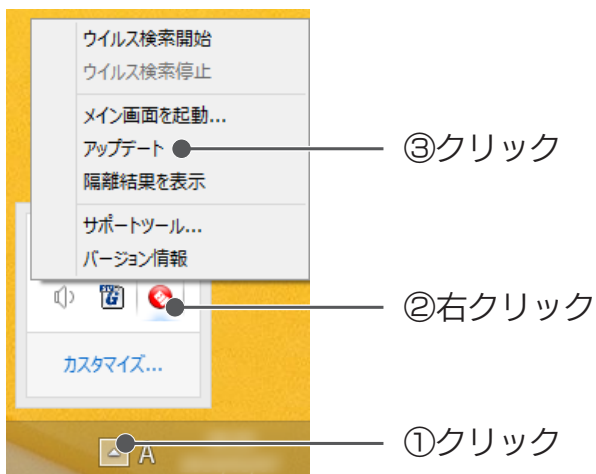 ウイルス検索開始
ウイルス検索停止
メイン画面を起動...
アップデート
③クリック
隔離結果を表示
サポートツール...
バージョン情報
②右クリック
カスタマイズ...
①クリック
A